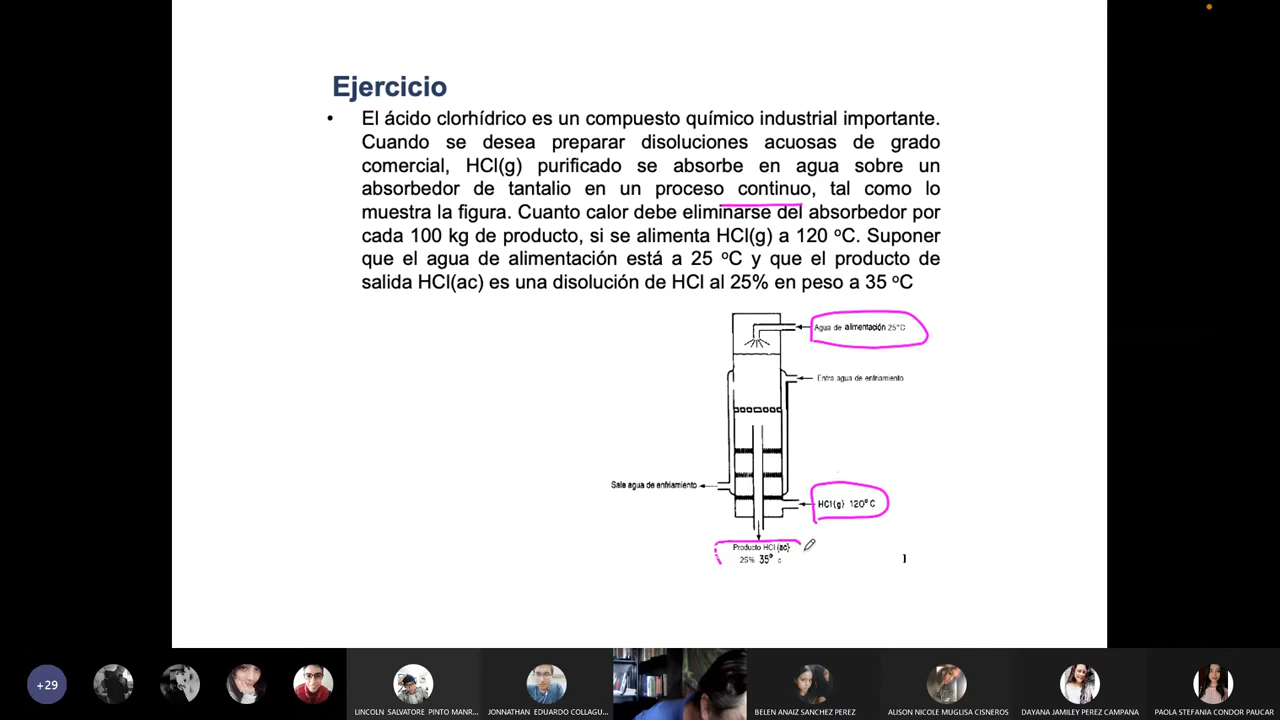 Ejercicio
• El ácido clorhídrico es un compuesto químico industrial importante.
Cuando se desea preparar disoluciones acuosas de grado
comercial, HCl(g) purificado se absorbe en agua sobre un
absorbedor de tantalio en un proceso continuo, tal como lo
muestra la figura. Cuanto calor debe eliminarse del absorbedor por
cada 100 kg de producto, si se alimenta HCl(g) a 120 ºC. Suponer
que el agua de alimentación está a 25 ºC y que el producto de
salida HCl(ac) es una disolución de HCl al 25% en peso a 35 ºC
Agua de alimentación 25°C
Entra agua de enfriamiento
Sale agua de enfriamiento
HCl(g) 120°C
Producto HCl (ac)
25% 35° c
1
+29
LINCOLN SALVATORE PINTO MANR...
JONNATHAN EDUARDO COLLAGU...
BELEN ANAIZ SANCHEZ PEREZ
ALISON NICOLE MUGLISA CISNEROS
DAYANA JAMILEY PEREZ CAMPANA
PAOLA STEFANIA CONDOR PAUCAR